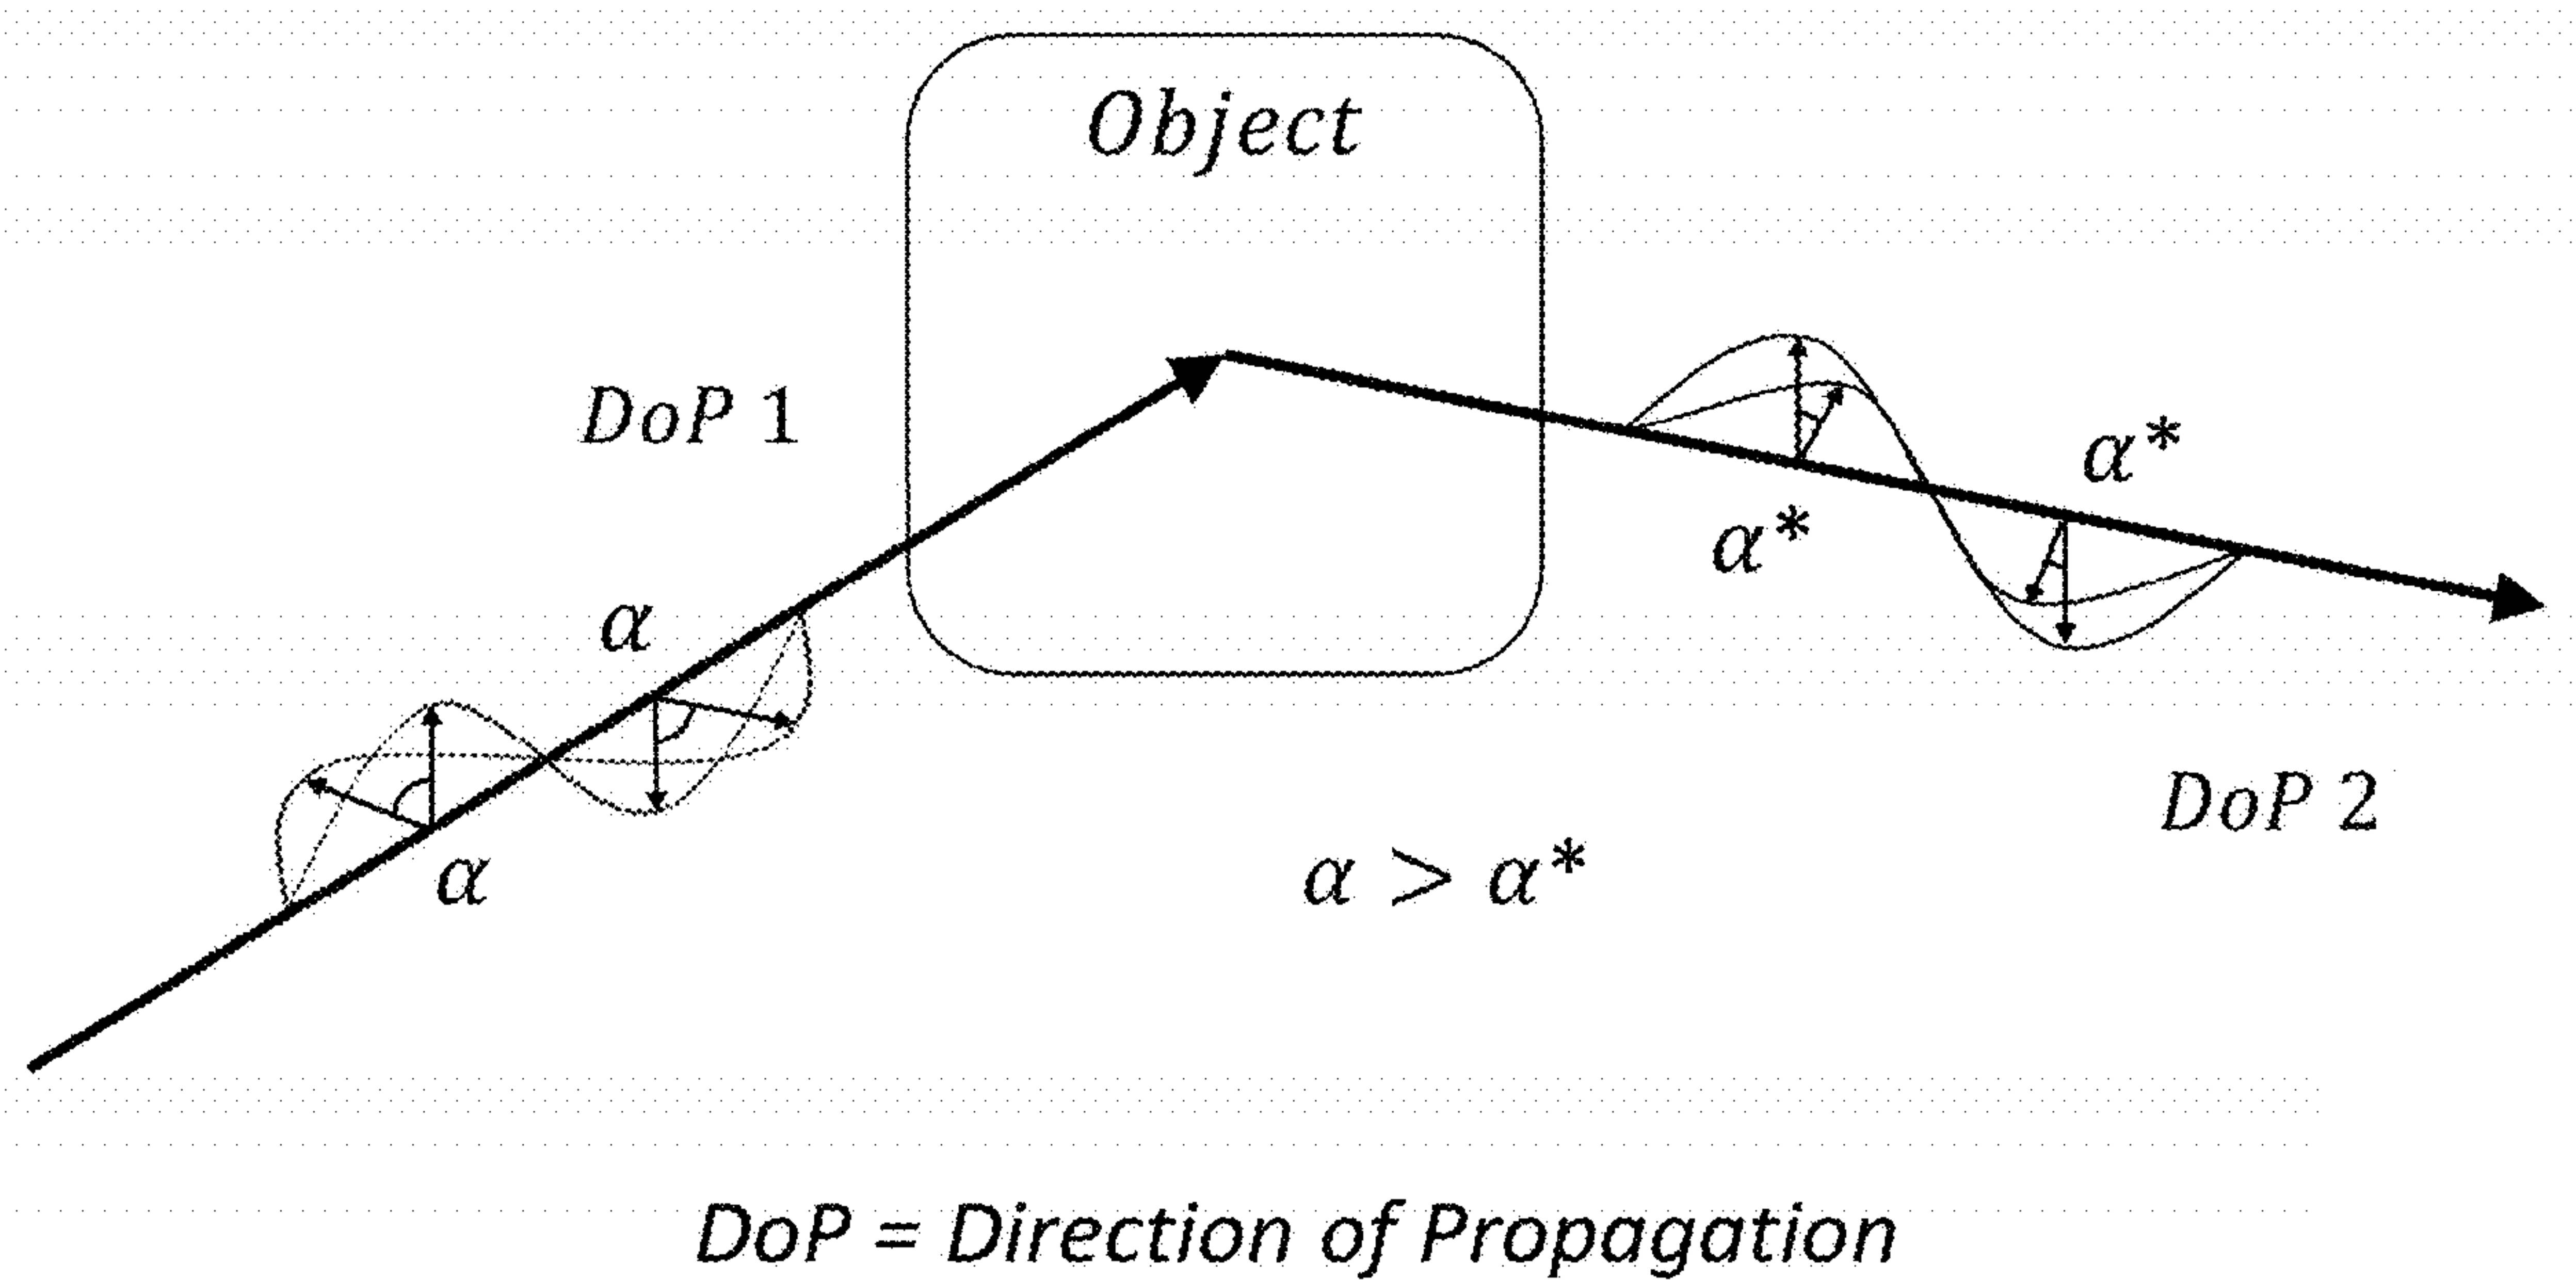 Object
DoP 1
α*
α*
α
α
DoP 2
α > α*
DoP = Direction of Propagation